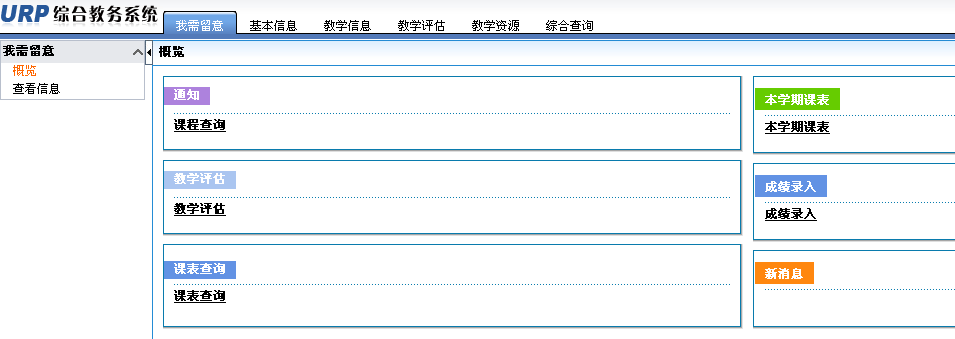 URP综合教务系统
我需留意 基本信息 教学信息 教学评估 教学资源 综合查询
我需留意
概览
查看信息
概览
通知
课程查询
教学评估
教学评估
课表查询
课表查询
本学期课表
本学期课表
成绩录入
成绩录入
新消息